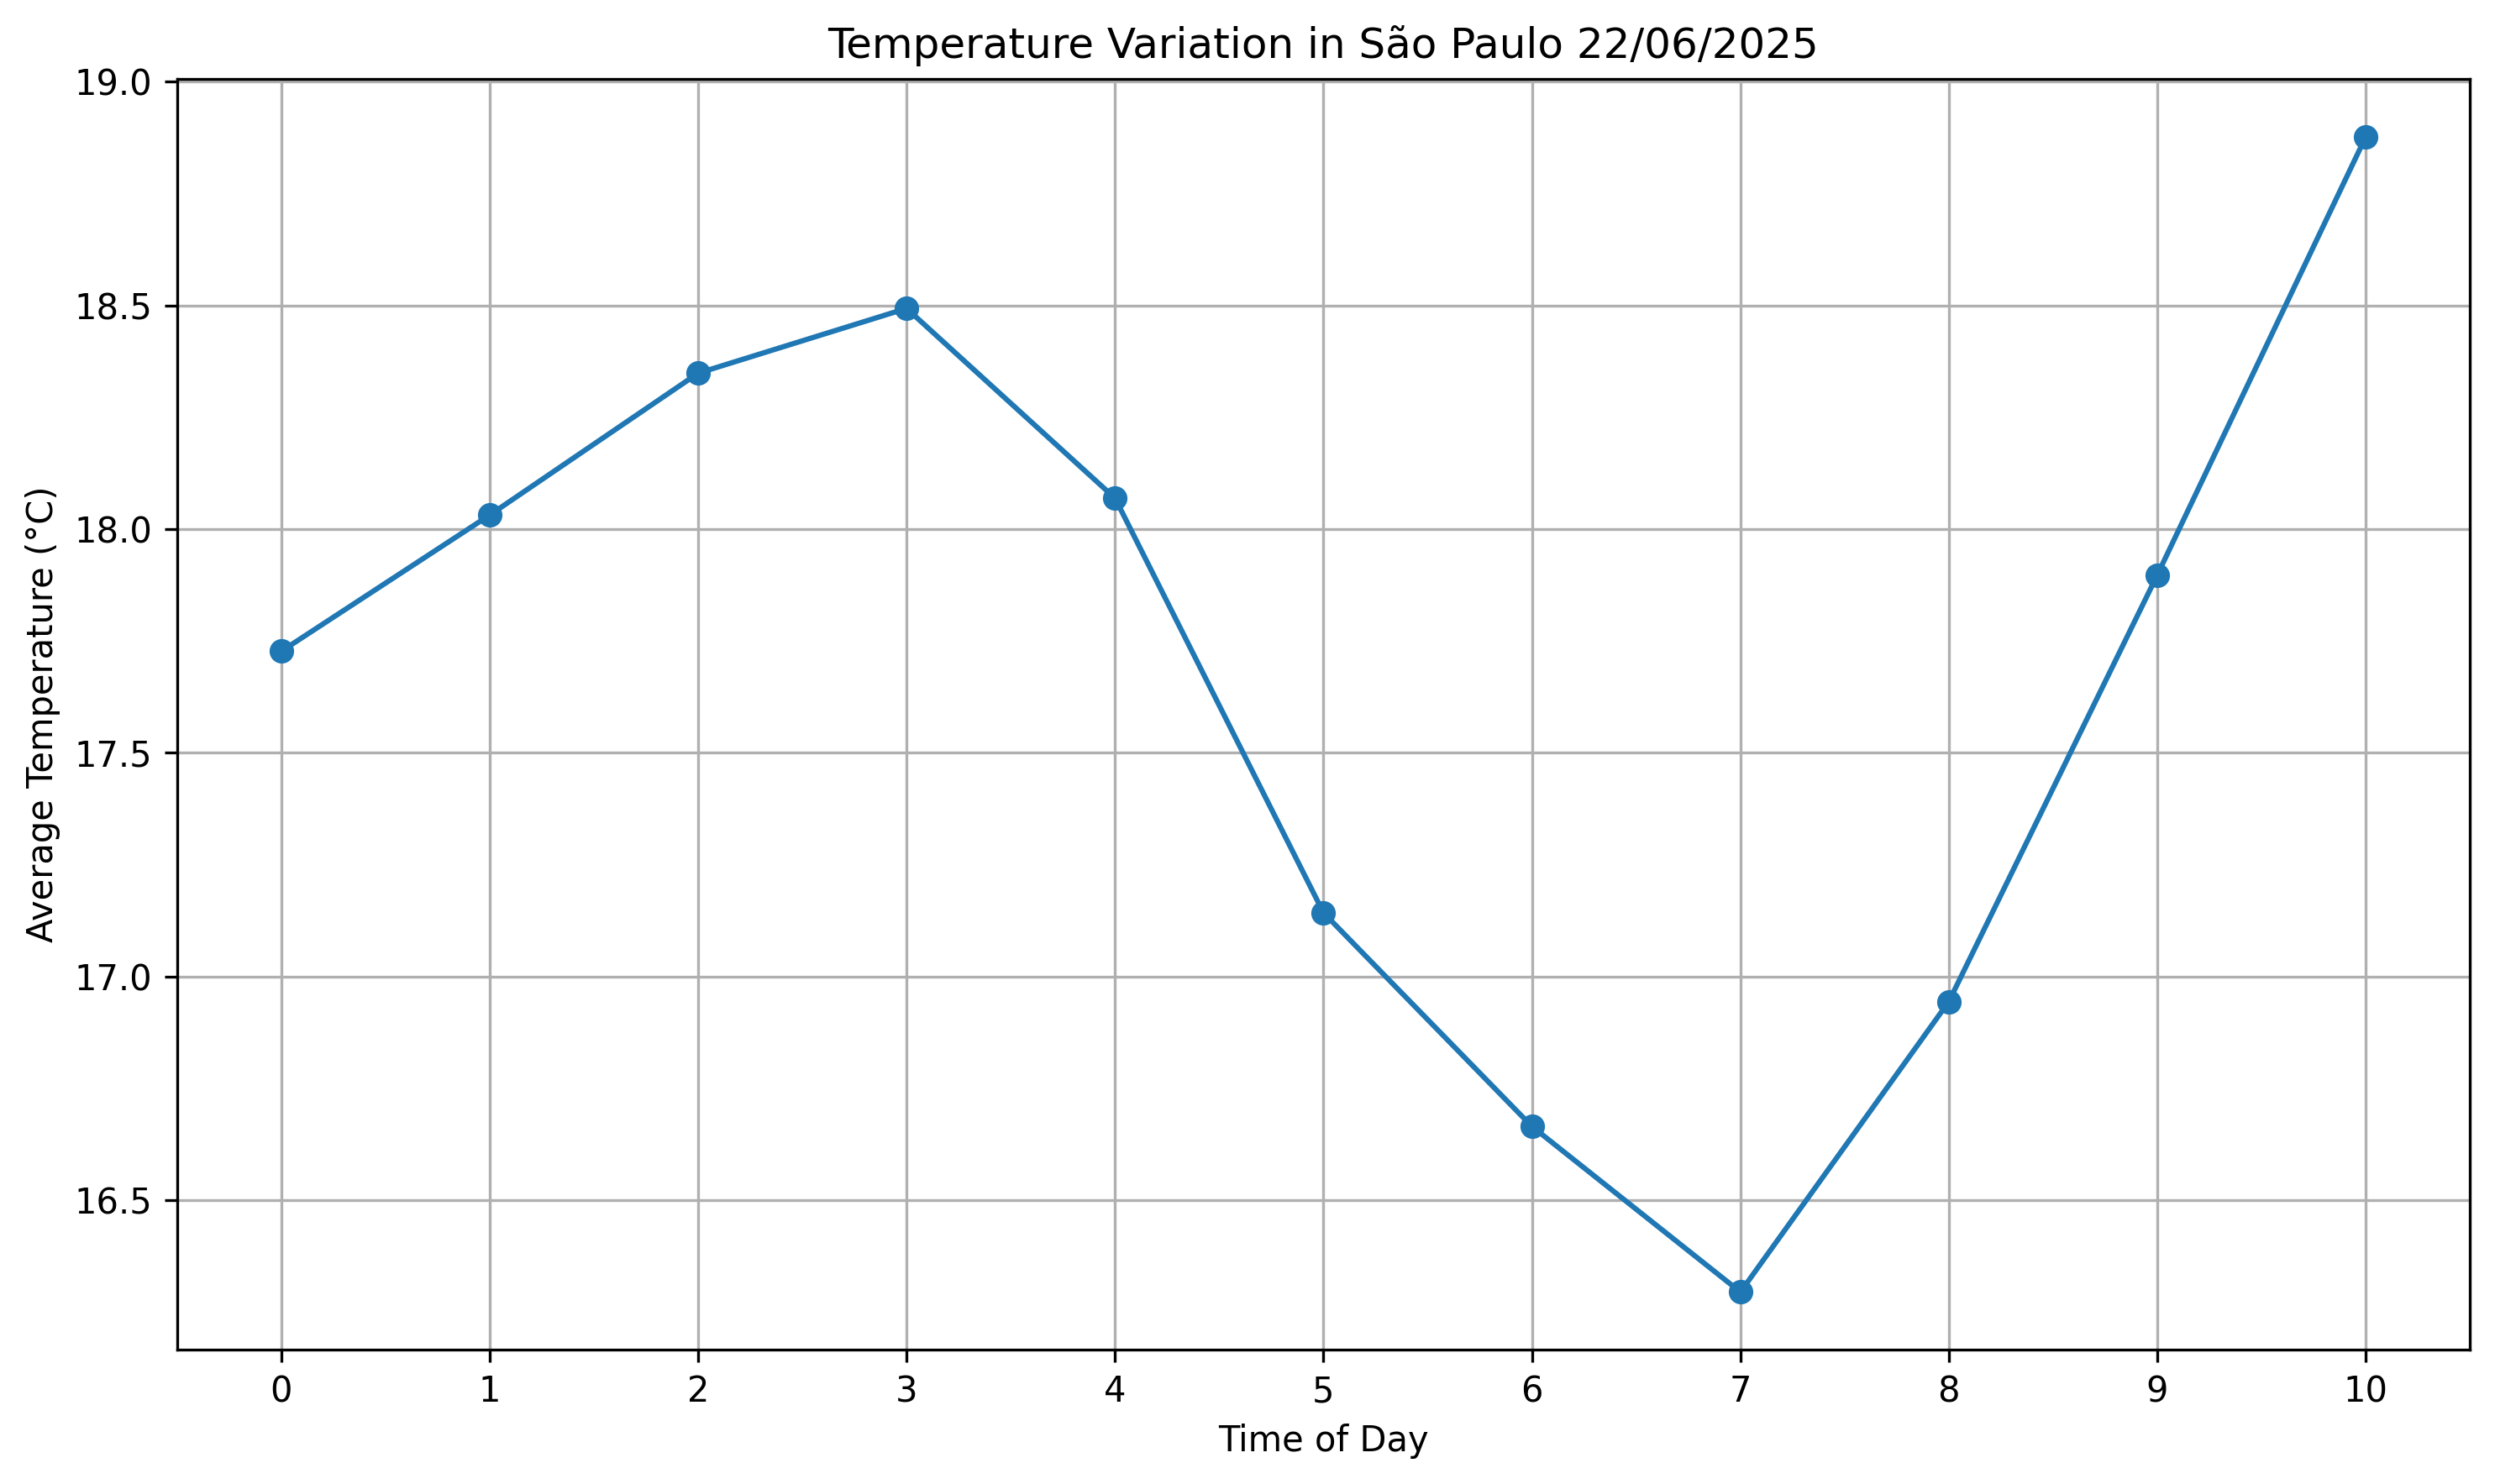 Temperature Variation in São Paulo 22/06/2025
19.0
18.5
18.0
17.5
17.0
16.5
Average Temperature (°C)
0 1 2 3 4 5 6 7 8 9 10
Time of Day